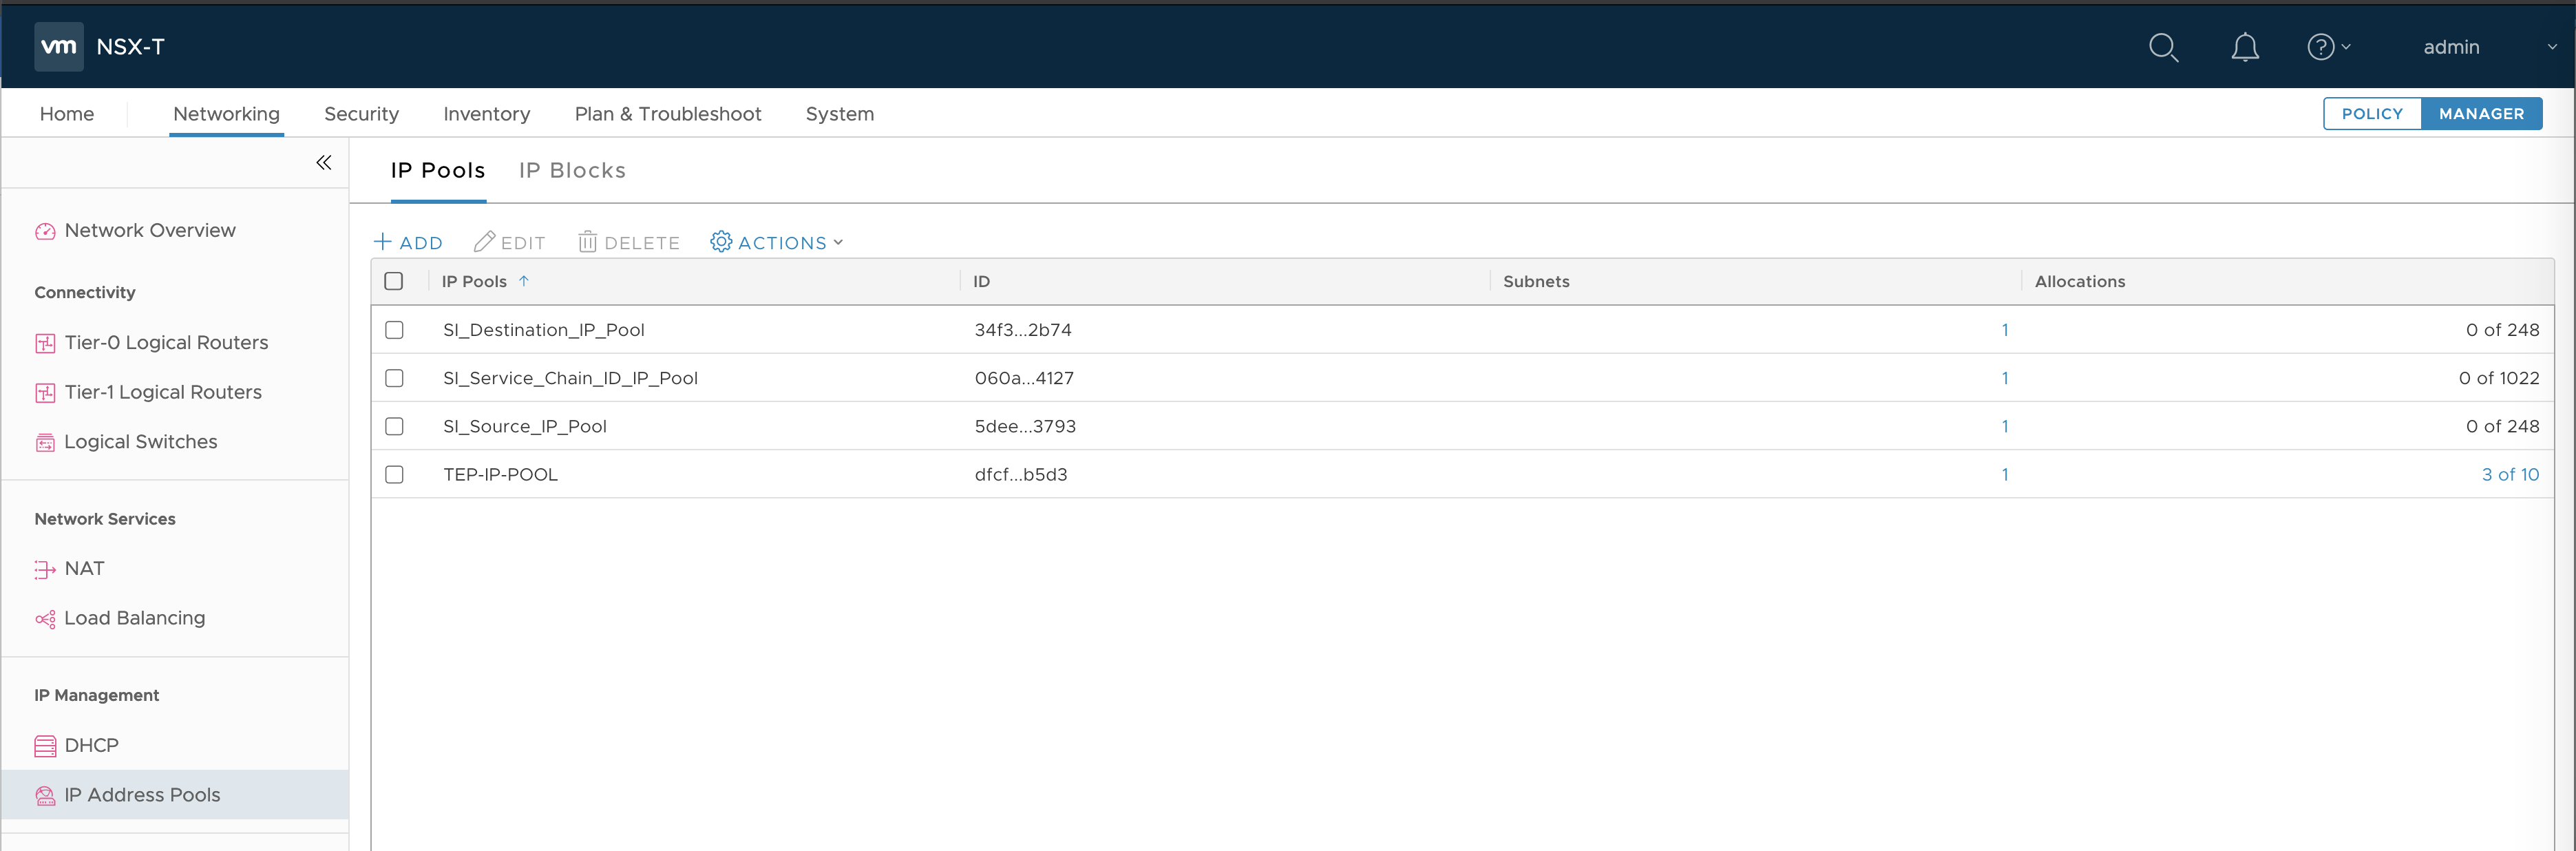 vm NSX-T
? admin
Home Networking Security Inventory Plan & Troubleshoot System POLICY MANAGER
IP Pools IP Blocks
Network Overview
Connectivity
Tier-0 Logical Routers
Tier-1 Logical Routers
Logical Switches
Network Services
NAT
Load Balancing
IP Management
DHCP
IP Address Pools
+ ADD EDIT DELETE ACTIONS
IP Pools ↑ ID Subnets Allocations
SI_Destination_IP_Pool 34f3...2b74 1 0 of 248
SI_Service_Chain_ID_IP_Pool 060a...4127 1 0 of 1022
SI_Source_IP_Pool 5dee...3793 1 0 of 248
TEP-IP-POOL dfcf...b5d3 1 3 of 10